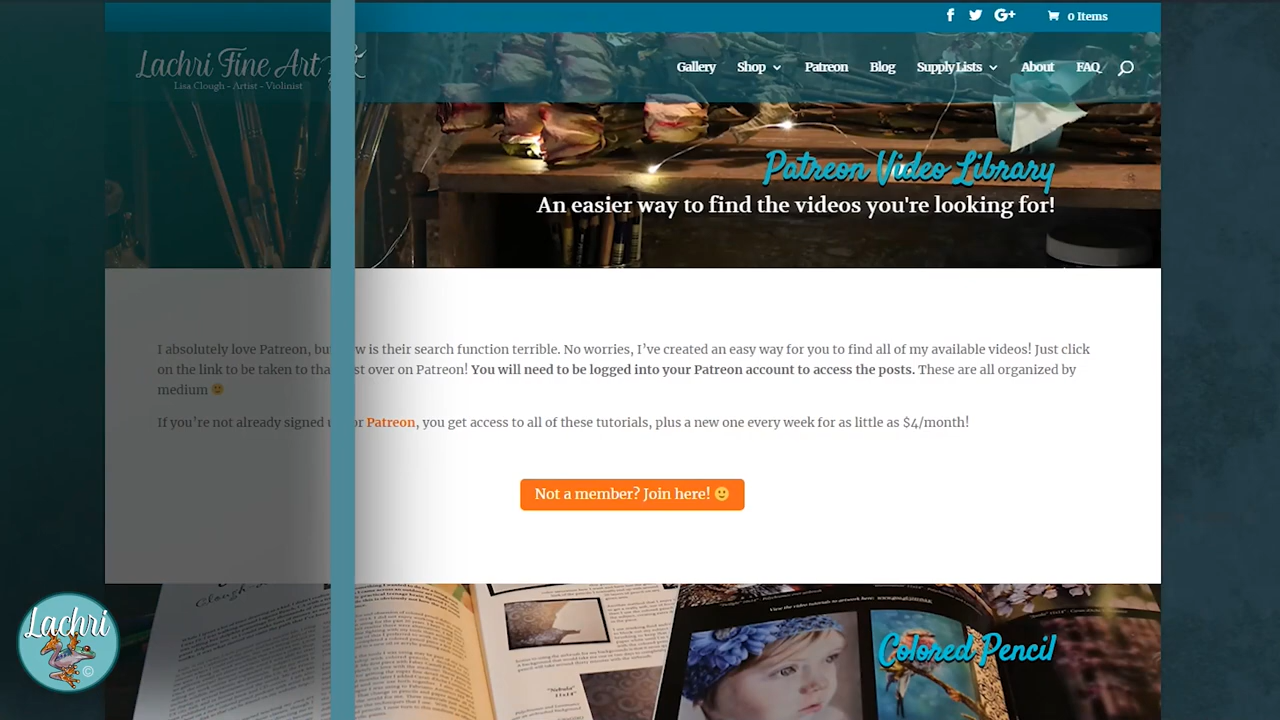 0 Items
Lachri Fine Art
Lisa Clough - Artist - Violinist
Gallery Shop Patreon Blog Supply Lists About FAQ
Patreon Video Library
An easier way to find the videos you're looking for!
I absolutely love Patreon, bu w is their search function terrible. No worries, I've created an easy way for you to find all of my available videos! Just click
on the link to be taken to tha st over on Patreon! You will need to be logged into your Patreon account to access the posts. These are all organized by
medium 🙂
If you're not already signed u or Patreon, you get access to all of these tutorials, plus a new one every week for as little as $4/month!
Not a member? Join here! 🙂
Colored Pencil
Lachri
©